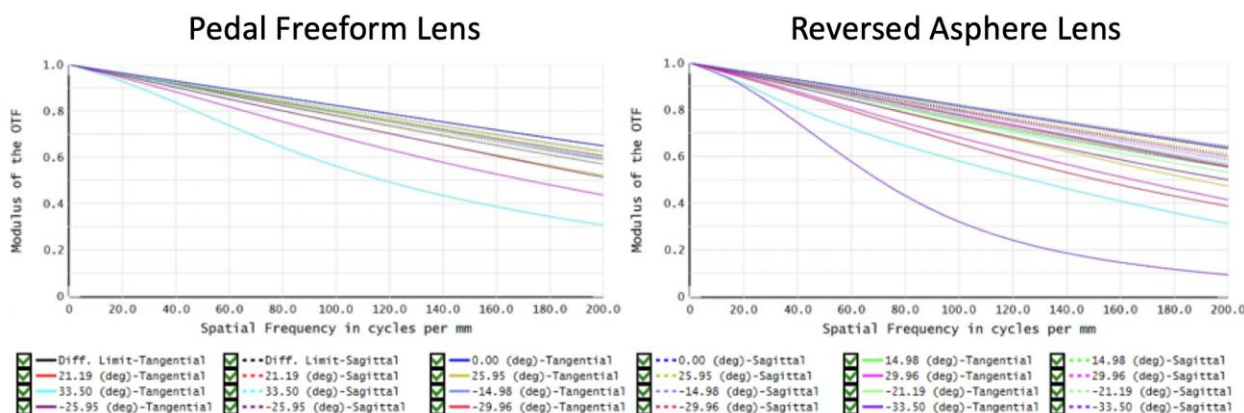 Pedal Freeform Lens
Reversed Asphere Lens
1.0
0.8
0.6
0.4
0.2
0
Modulus of the OTF
0 20.0 40.0 60.0 80.0 100.0 120.0 140.0 160.0 180.0 200.0
Spatial Frequency in cycles per mm
1.0
0.8
0.6
0.4
0.2
0
Modulus of the OTF
0 20.0 40.0 60.0 80.0 100.0 120.0 140.0 160.0 180.0 200.0
Spatial Frequency in cycles per mm
Diff. Limit-Tangential Diff. Limit-Sagittal 0.00 (deg)-Tangential 0.00 (deg)-Sagittal 14.98 (deg)-Tangential 14.98 (deg)-Sagittal
21.19 (deg)-Tangential 21.19 (deg)-Sagittal 25.95 (deg)-Tangential 25.95 (deg)-Sagittal 29.96 (deg)-Tangential 29.96 (deg)-Sagittal
33.50 (deg)-Tangential 33.50 (deg)-Sagittal -14.98 (deg)-Tangential -14.98 (deg)-Sagittal -21.19 (deg)-Tangential -21.19 (deg)-Sagittal
-25.95 (deg)-Tangential -25.95 (deg)-Sagittal -29.96 (deg)-Tangential -29.96 (deg)-Sagittal -33.50 (deg)-Tangential -33.50 (deg)-Sagittal